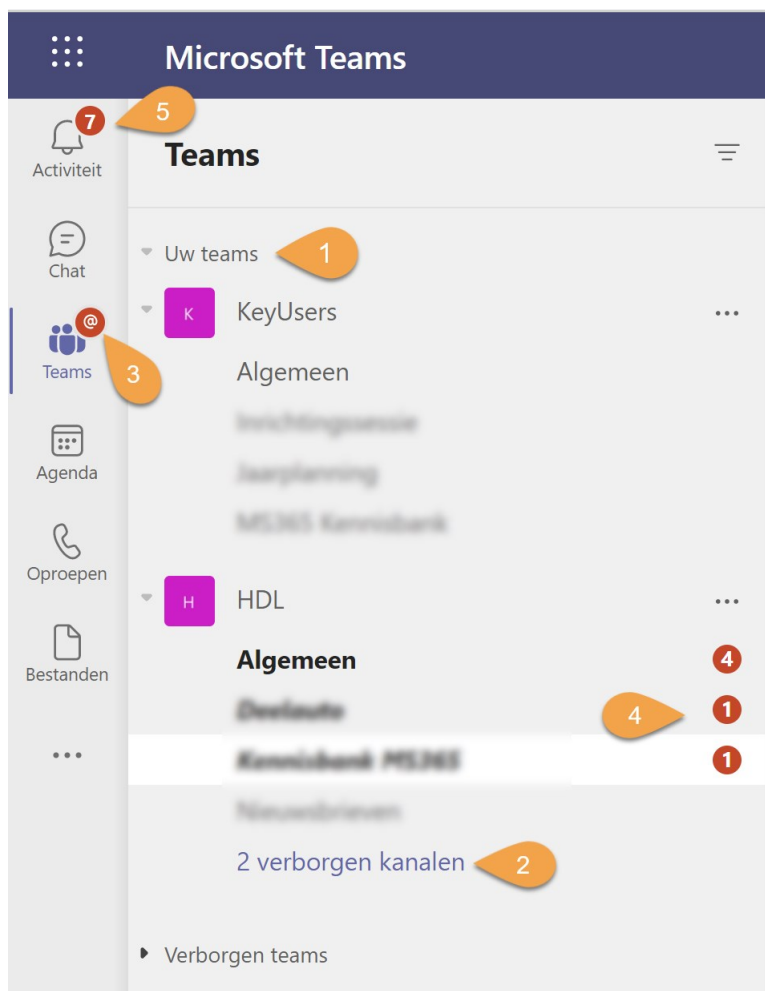 Microsoft Teams
7
5
Activiteit
Teams
Chat
Uw teams
1
K
KeyUsers
...
@
3
Teams
Algemeen
Agenda
Oproepen
H
HDL
...
Bestanden
Algemeen
4
4
1
...
1
2 verborgen kanalen
2
Verborgen teams